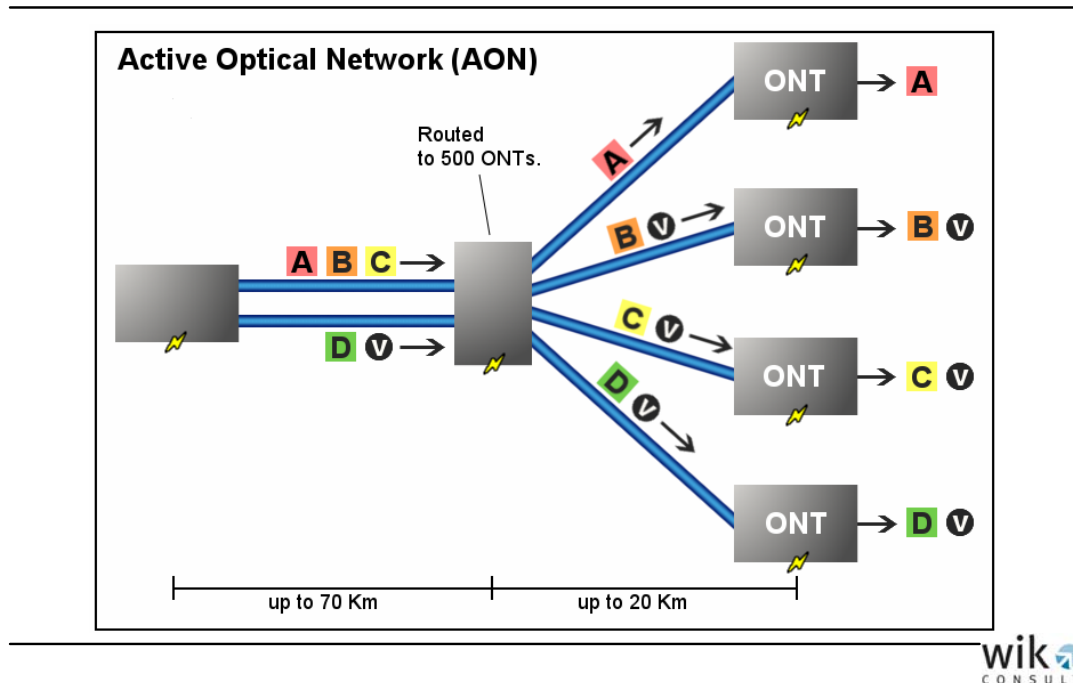 Active Optical Network (AON)
Routed
to 500 ONTs.
A B C
D V
A
B V
C V
D V
ONT
A
ONT
B V
ONT
C V
ONT
D V
up to 70 Km
up to 20 Km
wik
CONSUL